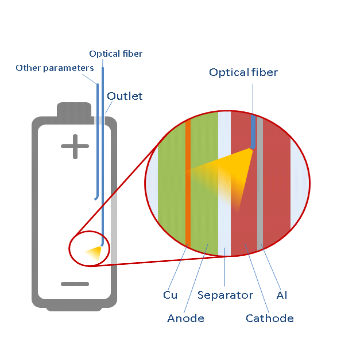 Optical fiber
Other parameters
Outlet
Optical fiber
Cu
Separator
Al
Anode
Cathode